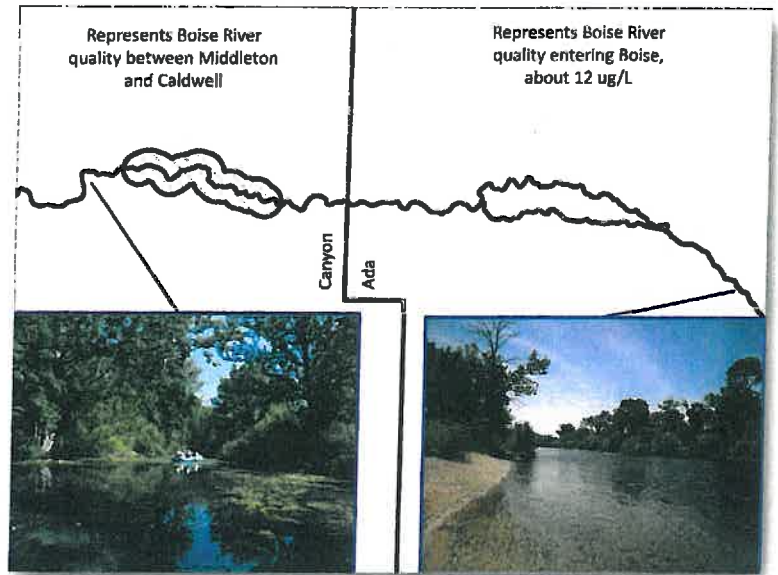 Represents Boise River
quality between Middleton
and Caldwell
Represents Boise River
quality entering Boise,
about 12 ug/L
Canyon
Ada